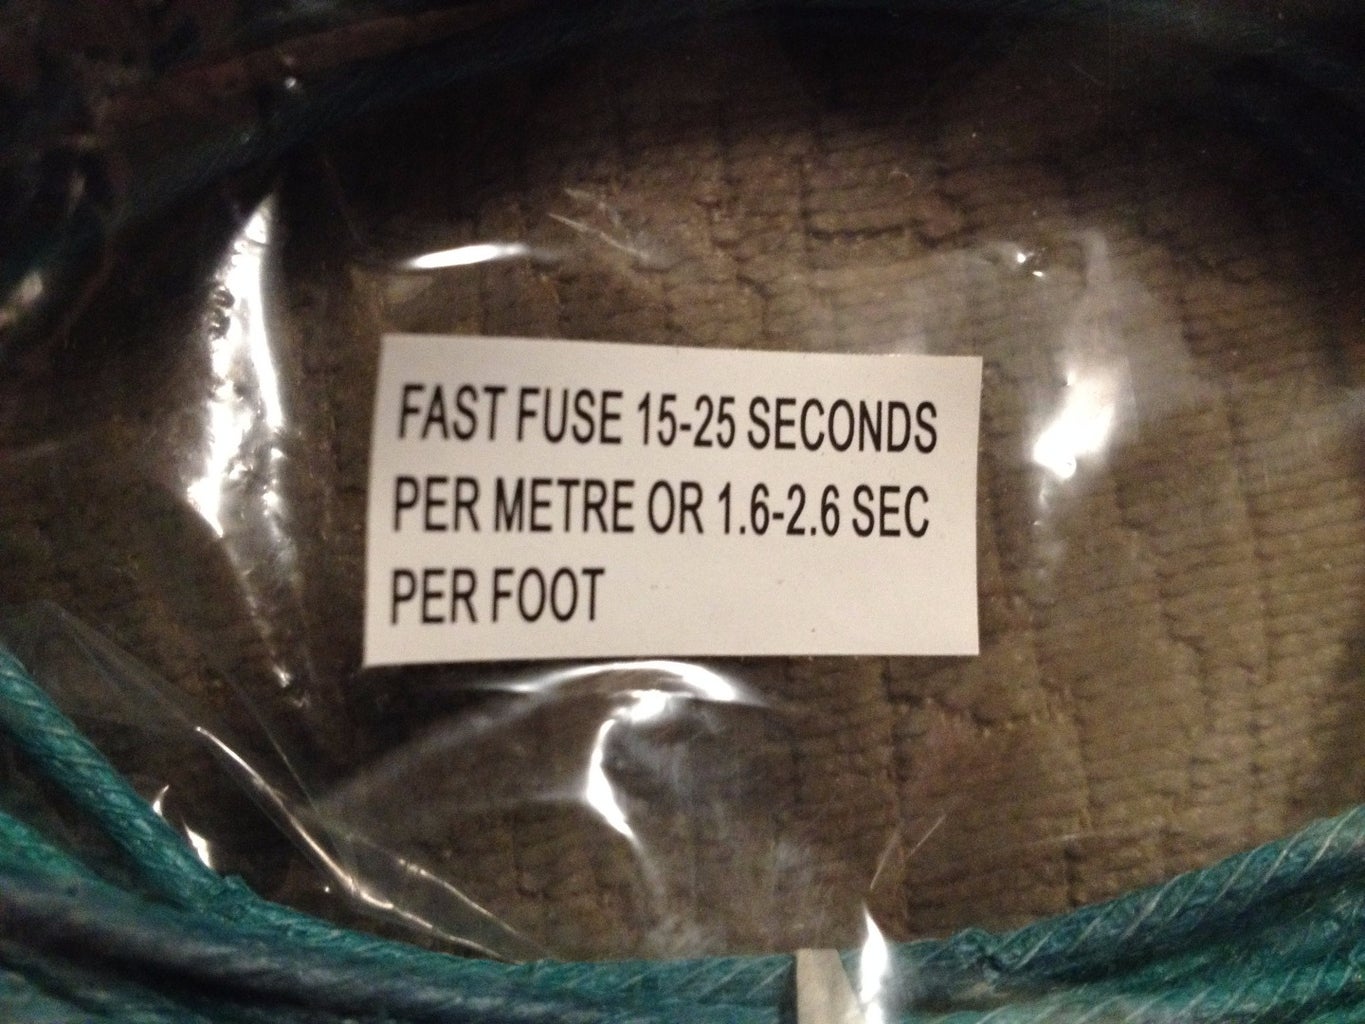 FAST FUSE 15-25 SECONDS
PER METRE OR 1.6-2.6 SEC
PER FOOT